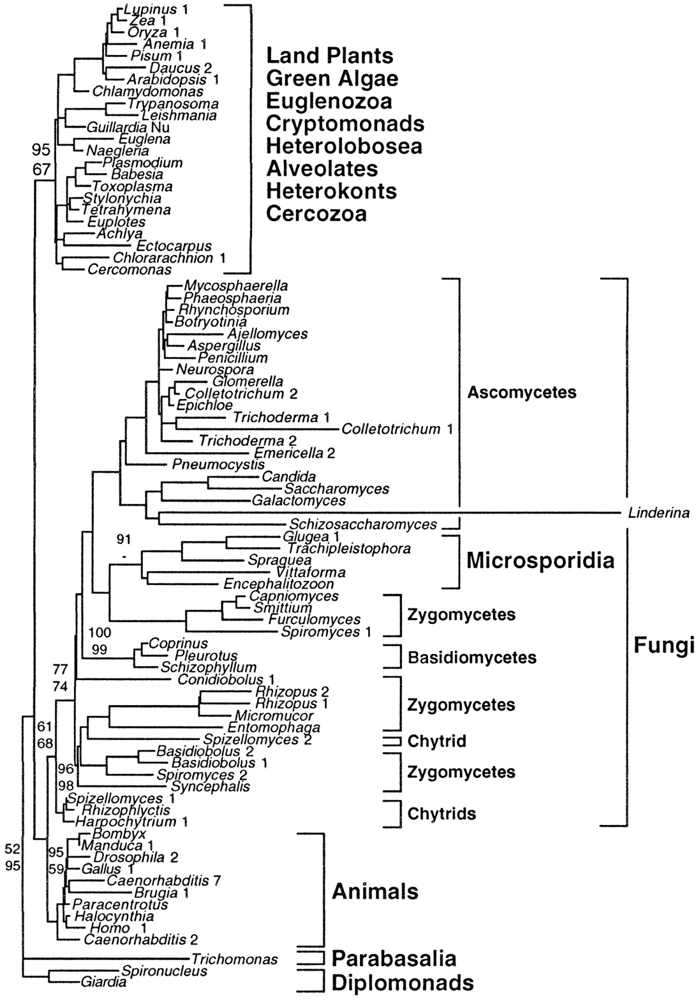 Lupinus 1
Zea 1
Oryza 1
Anemia 1
Pisum 1
Daucus 2
Arabidopsis 1
Chlamydomonas
Trypanosoma
Leishmania
Guillardia Nu
Euglena
Naegleria
Plasmodium
Babesia
Toxoplasma
Stylonychia
Tetrahymena
Euplotes
Achlya
Ectocarpus
Chlorarachnion 1
Cercomonas
Land Plants
Green Algae
Euglenozoa
Cryptomonads
Heterolobosea
Alveolates
Heterokonts
Cercozoa
95
67
Mycosphaerella
Phaeosphaeria
Rhynchosporium
Botryotinia
Ajellomyces
Aspergillus
Penicillium
Neurospora
Glomerella
Colletotrichum 2
Epichloe
Trichoderma 1
Colletotrichum 1
Trichoderma 2
Emericella 2
Pneumocystis
Candida
Saccharomyces
Galactomyces
Linderina
Schizosaccharomyces
Ascomycetes
91
-
Glugea 1
Trachipleistophora
Spraguea
Vittaforma
Encephalitozoon
Microsporidia
Capniomyces
Smittium
Furculomyces
Spiromyces 1
Zygomycetes
100
99
Coprinus
Pleurotus
Schizophyllum
Basidiomycetes
Fungi
77
74
Conidiobolus 1
Rhizopus 2
Rhizopus 1
Micromucor
Entomophaga
Zygomycetes
Spizellomyces 2
Chytrid
61
68
Basidiobolus 2
Basidiobolus 1
Spiromyces 2
Syncephalis
Zygomycetes
96
98
Spizellomyces 1
Rhizophlyctis
Harpochytrium 1
Chytrids
52
95
95
59
Bombyx
Manduca 1
Drosophila 2
Gallus 1
Caenorhabditis 7
Brugia 1
Paracentrotus
Halocynthia
Homo 1
Caenorhabditis 2
Animals
Trichomonas
Parabasalia
Spironucleus
Giardia
Diplomonads